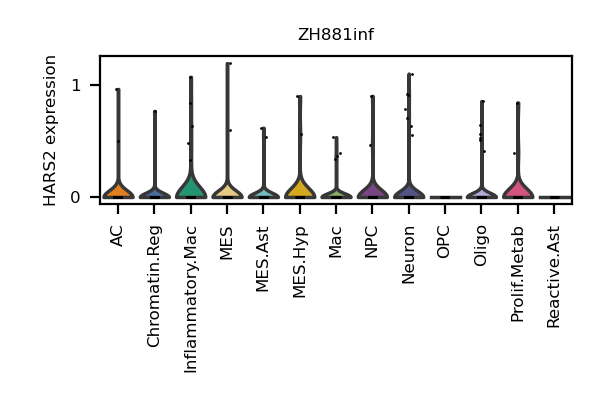 ZH881inf
HARS2 expression
1
0
AC
Chromatin.Reg
Inflammatory.Mac
MES
MES.Ast
MES.Hyp
Mac
NPC
Neuron
OPC
Oligo
Prolif.Metab
Reactive.Ast